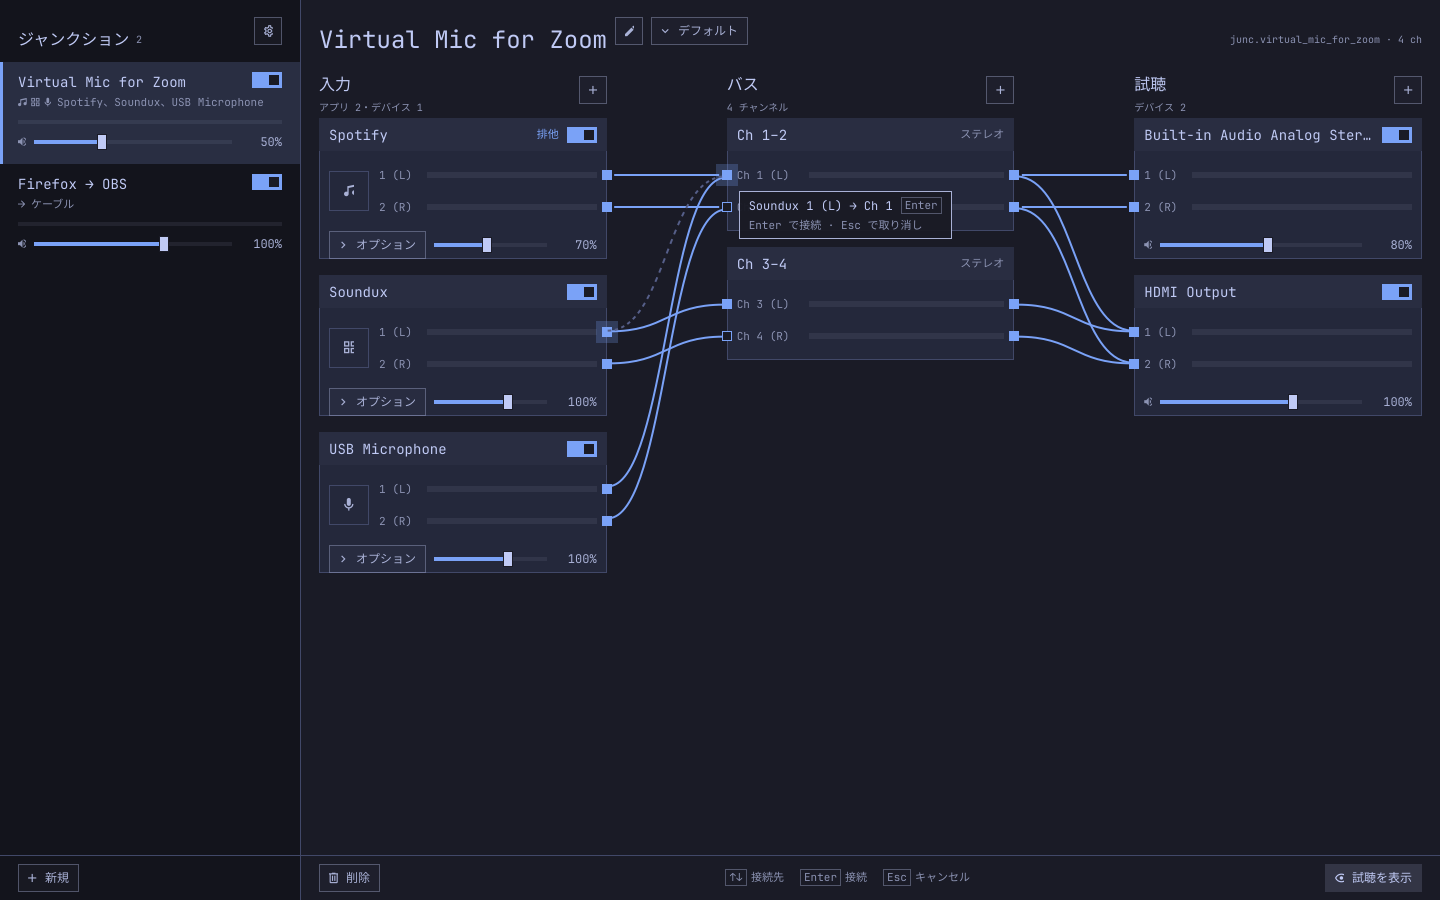 ジャンクション 2
Virtual Mic for Zoom
Spotify、Soundux、USB Microphone
50%
Firefox → OBS
→ ケーブル
100%
+ 新規
Virtual Mic for Zoom
デフォルト
junc.virtual_mic_for_zoom · 4 ch
入力
アプリ 2・デバイス 1
Spotify
排他
1 (L)
2 (R)
オプション
70%
Soundux
1 (L)
2 (R)
オプション
100%
USB Microphone
1 (L)
2 (R)
オプション
100%
バス
4 チャンネル
Ch 1–2
ステレオ
Ch 1 (L)
Soundux 1 (L) → Ch 1 Enter
Enter で接続 · Esc で取り消し
Ch 3–4
ステレオ
Ch 3 (L)
Ch 4 (R)
試聴
デバイス 2
Built-in Audio Analog Ster…
1 (L)
2 (R)
80%
HDMI Output
1 (L)
2 (R)
100%
削除
↑↓ 接続先 Enter 接続 Esc キャンセル
試聴を表示